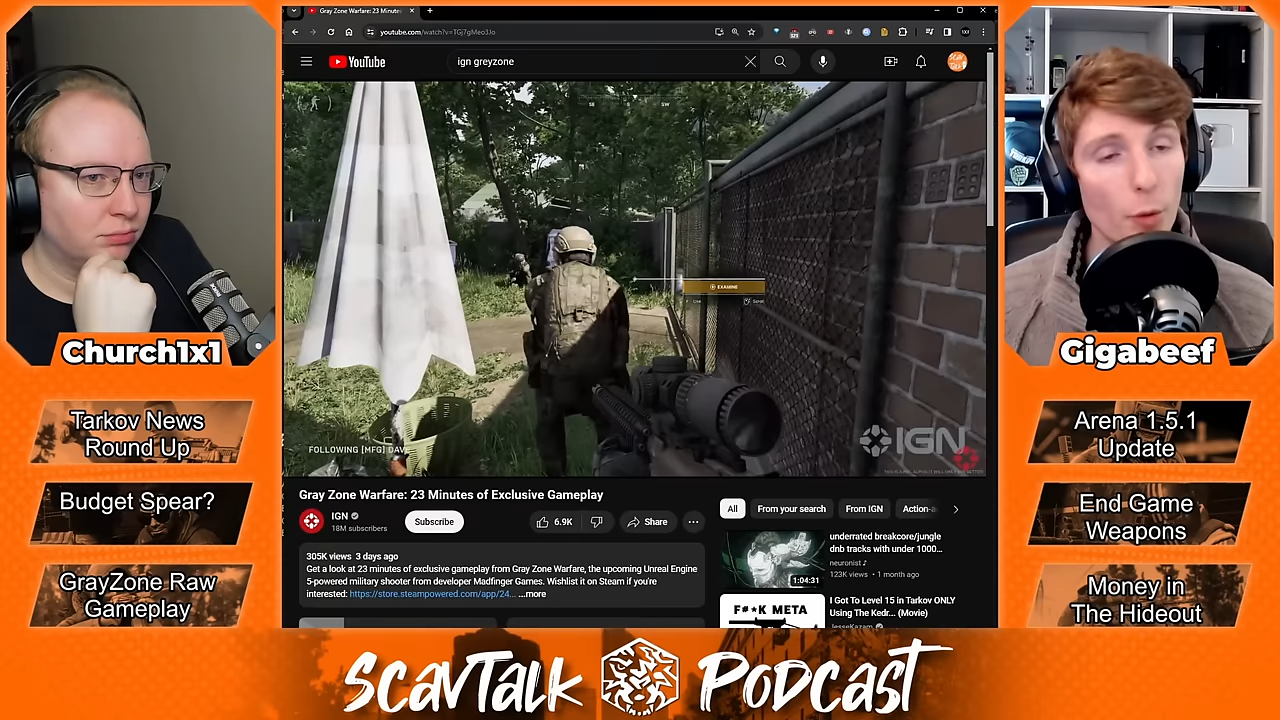 Gray Zone Warfare: 23 Minutes
youtube.com/watch?v=TGj7gMeo3Jo
YouTube
ign greyzone
SE
SW
EXAMINE
FOLLOWING [MFG] DAVE
IGN
Church1x1
Gigabeef
Tarkov News
Round Up
Budget Spear?
GrayZone Raw
Gameplay
Gray Zone Warfare: 23 Minutes of Exclusive Gameplay
IGN
18M subscribers
Subscribe
6.9K
Share
305K views 3 days ago
Get a look at 23 minutes of exclusive gameplay from Gray Zone Warfare, the upcoming Unreal Engine
5-powered military shooter from developer Madfinger Games. Wishlist it on Steam if you're
interested: https://store.steampowered.com/app/24... ...more
All
From your search
From IGN
Action-a
1:04:31
underrated breakcore/jungle
dnb tracks with under 1000...
neuronist
123K views • 1 month ago
F#*K META
I Got To Level 15 in Tarkov ONLY
Using The Kedr... (Movie)
JesseKazam
Arena 1.5.1
Update
End Game
Weapons
Money in
The Hideout
ScavTalk Podcast